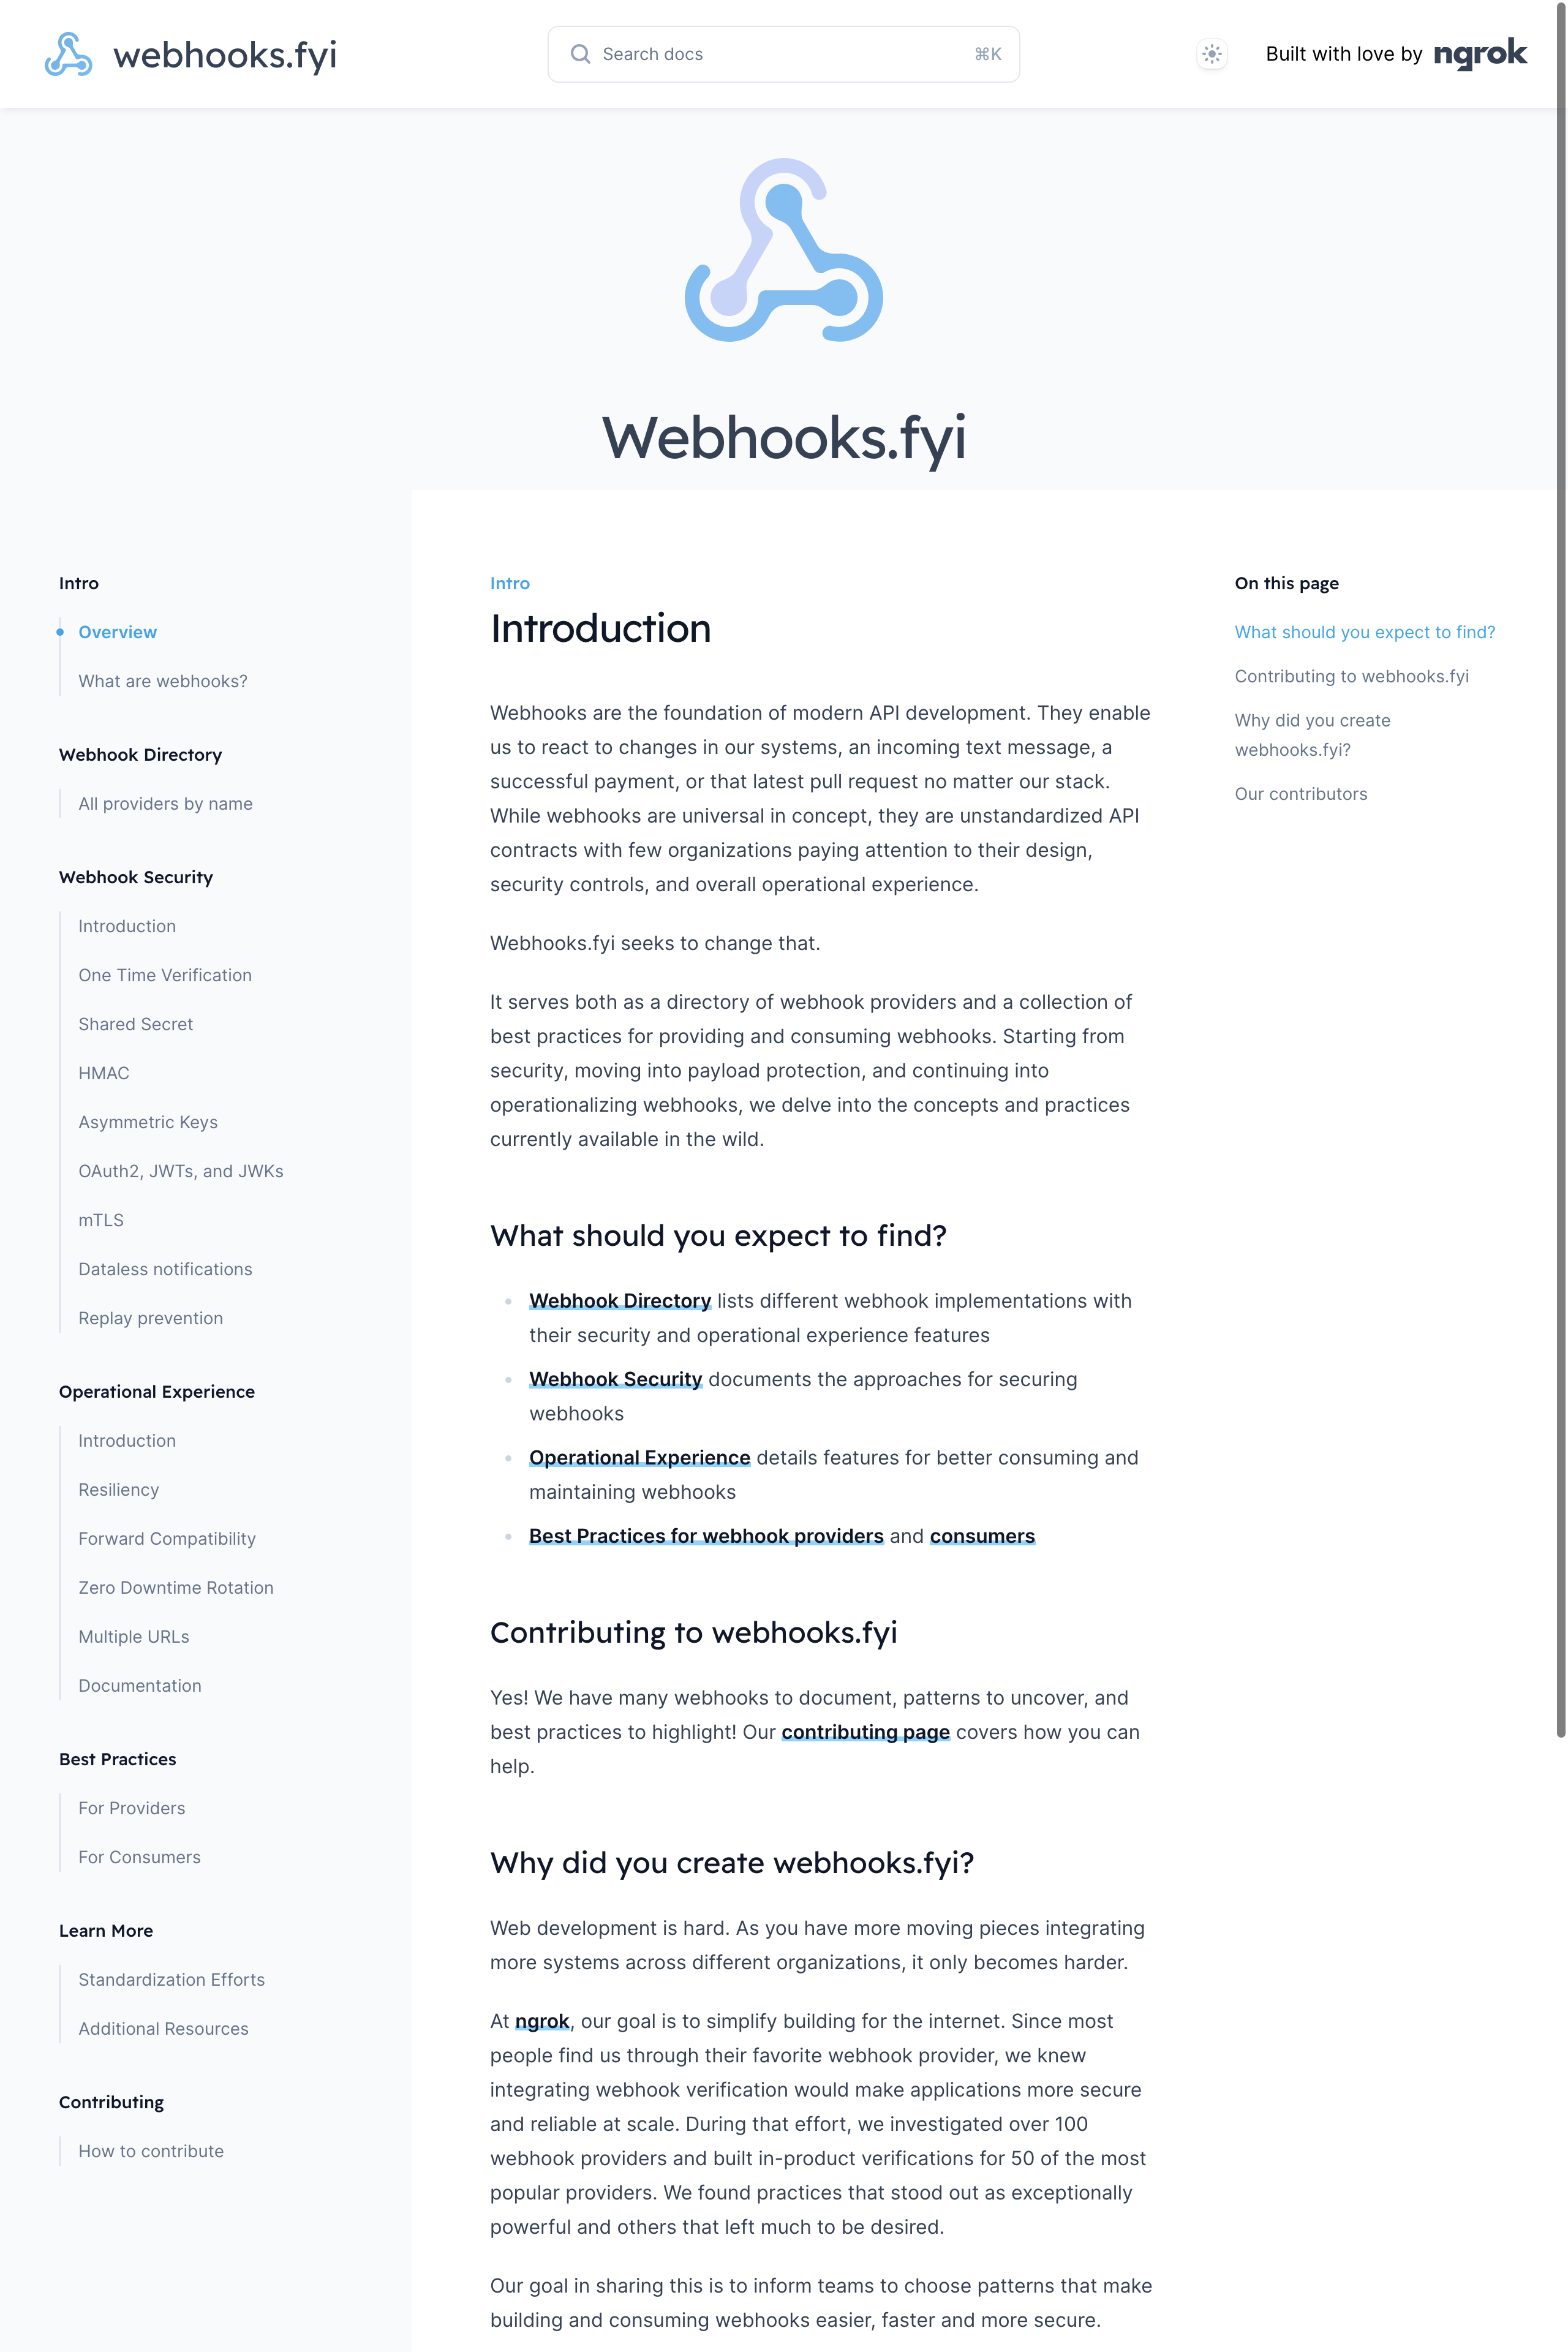 webhooks.fyi
Search docs
⌘K
Built with love by ngrok
Webhooks.fyi
Intro
Overview
What are webhooks?
Webhook Directory
All providers by name
Webhook Security
Introduction
One Time Verification
Shared Secret
HMAC
Asymmetric Keys
OAuth2, JWTs, and JWKs
mTLS
Dataless notifications
Replay prevention
Operational Experience
Introduction
Resiliency
Forward Compatibility
Zero Downtime Rotation
Multiple URLs
Documentation
Best Practices
For Providers
For Consumers
Learn More
Standardization Efforts
Additional Resources
Contributing
How to contribute
Intro
Introduction
Webhooks are the foundation of modern API development. They enable
us to react to changes in our systems, an incoming text message, a
successful payment, or that latest pull request no matter our stack.
While webhooks are universal in concept, they are unstandardized API
contracts with few organizations paying attention to their design,
security controls, and overall operational experience.
Webhooks.fyi seeks to change that.
It serves both as a directory of webhook providers and a collection of
best practices for providing and consuming webhooks. Starting from
security, moving into payload protection, and continuing into
operationalizing webhooks, we delve into the concepts and practices
currently available in the wild.
What should you expect to find?
Webhook Directory lists different webhook implementations with
their security and operational experience features
Webhook Security documents the approaches for securing
webhooks
Operational Experience details features for better consuming and
maintaining webhooks
Best Practices for webhook providers and consumers
Contributing to webhooks.fyi
Yes! We have many webhooks to document, patterns to uncover, and
best practices to highlight! Our contributing page covers how you can
help.
Why did you create webhooks.fyi?
Web development is hard. As you have more moving pieces integrating
more systems across different organizations, it only becomes harder.
At ngrok, our goal is to simplify building for the internet. Since most
people find us through their favorite webhook provider, we knew
integrating webhook verification would make applications more secure
and reliable at scale. During that effort, we investigated over 100
webhook providers and built in-product verifications for 50 of the most
popular providers. We found practices that stood out as exceptionally
powerful and others that left much to be desired.
Our goal in sharing this is to inform teams to choose patterns that make
building and consuming webhooks easier, faster and more secure.
On this page
What should you expect to find?
Contributing to webhooks.fyi
Why did you create
webhooks.fyi?
Our contributors